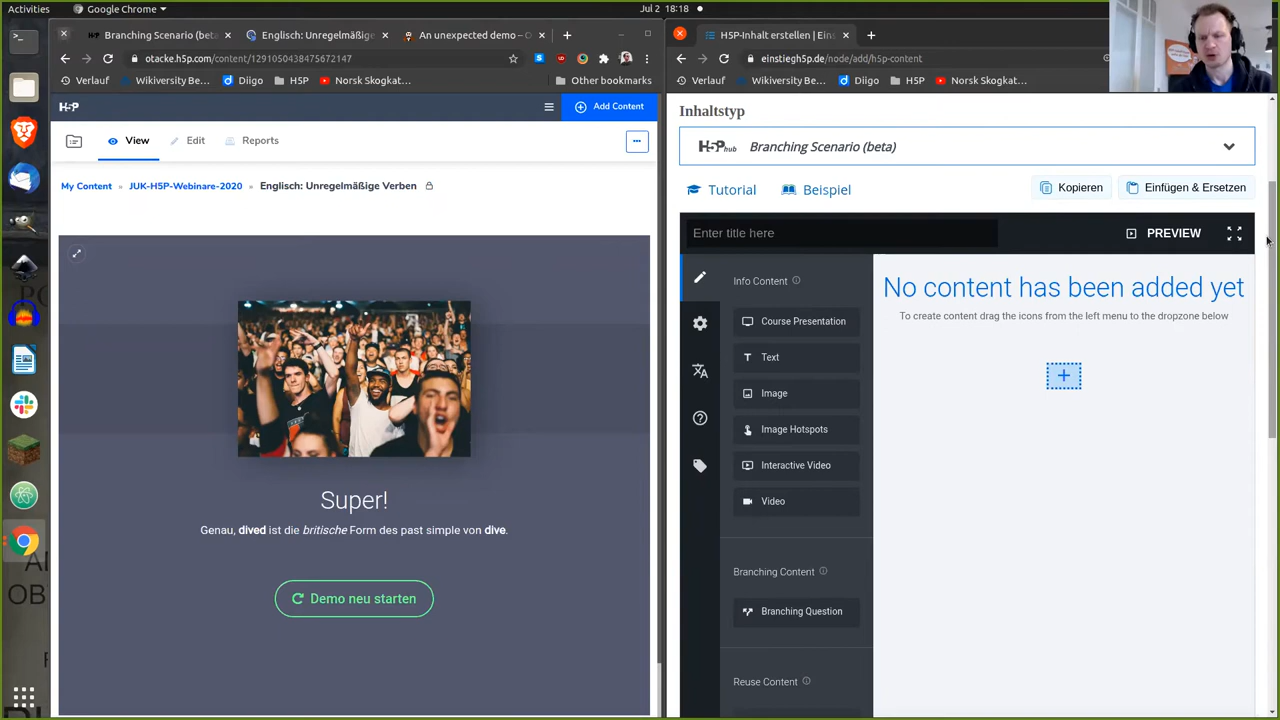 Activities
Google Chrome
Jul 2 18:18
Branching Scenario (beta
Englisch: Unregelmäßige
An unexpected demo – O
H5P-Inhalt erstellen | Eins
otacke.h5p.com/content/1291050438475672147
einstiegh5p.de/node/add/h5p-content
Verlauf
Wikiversity Be…
Diigo
H5P
Norsk Skogkat…
Other bookmarks
Verlauf
Wikiversity Be…
Diigo
H5P
Norsk Skogkat…
H5P
Add Content
View
Edit
Reports
My Content » JUK-H5P-Webinare-2020 » Englisch: Unregelmäßige Verben
Super!
Genau, dived ist die britische Form des past simple von dive.
Demo neu starten
Inhaltstyp
H5P hub Branching Scenario (beta)
Tutorial
Beispiel
Kopieren
Einfügen & Ersetzen
Enter title here
PREVIEW
Info Content
Course Presentation
Text
Image
Image Hotspots
Interactive Video
Video
Branching Content
Branching Question
Reuse Content
No content has been added yet
To create content drag the icons from the left menu to the dropzone below